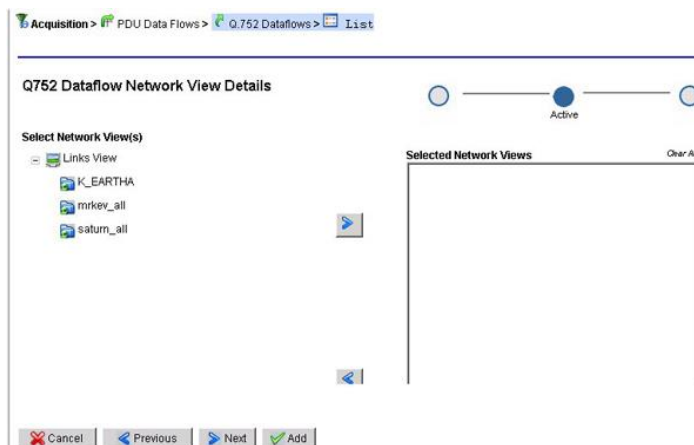 Acquisition > PDU Data Flows > Q.752 Dataflows > List
Q752 Dataflow Network View Details
Active
Select Network View(s)
Links View
K_EARTHA
mrkev_all
saturn_all
Selected Network Views
Clear A
Cancel
Previous
Next
Add